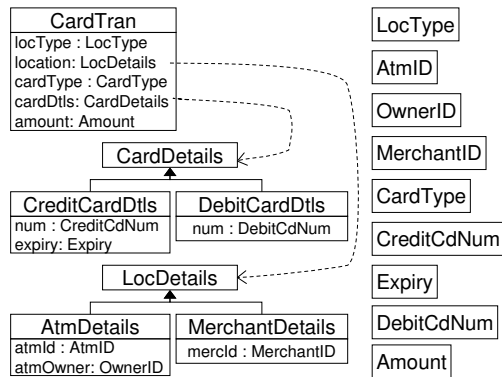 CardTran
locType : LocType
location: LocDetails
cardType : CardType
cardDtls: CardDetails
amount: Amount
CardDetails
CreditCardDtls
num : CreditCdNum
expiry: Expiry
DebitCardDtls
num : DebitCdNum
LocDetails
AtmDetails
atmId : AtmID
atmOwner: OwnerID
MerchantDetails
mercId : MerchantID
LocType
AtmID
OwnerID
MerchantID
CardType
CreditCdNum
Expiry
DebitCdNum
Amount